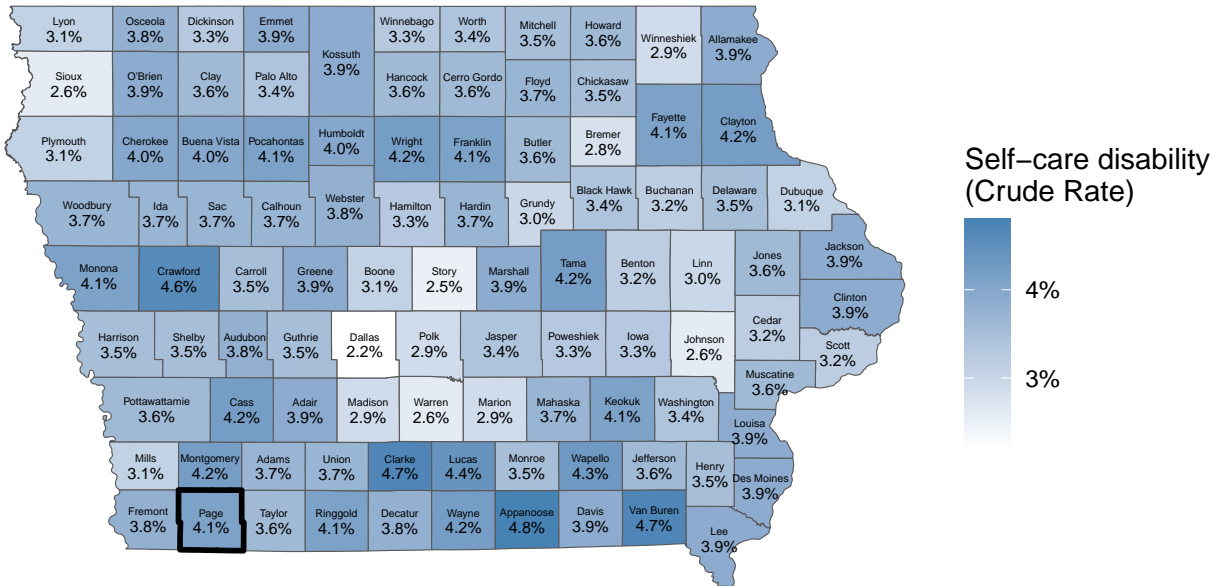 Lyon
3.1%
Osceola
3.8%
Dickinson
3.3%
Emmet
3.9%
Kossuth
3.9%
Winnebago
3.3%
Worth
3.4%
Mitchell
3.5%
Howard
3.6%
Winneshiek
2.9%
Allamakee
3.9%
Sioux
2.6%
O'Brien
3.9%
Clay
3.6%
Palo Alto
3.4%
Hancock
3.6%
Cerro Gordo
3.6%
Floyd
3.7%
Chickasaw
3.5%
Fayette
4.1%
Clayton
4.2%
Plymouth
3.1%
Cherokee
4.0%
Buena Vista
4.0%
Pocahontas
4.1%
Humboldt
4.0%
Wright
4.2%
Franklin
4.1%
Butler
3.6%
Bremer
2.8%
Woodbury
3.7%
Ida
3.7%
Sac
3.7%
Calhoun
3.7%
Webster
3.8%
Hamilton
3.3%
Hardin
3.7%
Grundy
3.0%
Black Hawk
3.4%
Buchanan
3.2%
Delaware
3.5%
Dubuque
3.1%
Monona
4.1%
Crawford
4.6%
Carroll
3.5%
Greene
3.9%
Boone
3.1%
Story
2.5%
Marshall
3.9%
Tama
4.2%
Benton
3.2%
Linn
3.0%
Jones
3.6%
Jackson
3.9%
Clinton
3.9%
Harrison
3.5%
Shelby
3.5%
Audubon
3.8%
Guthrie
3.5%
Dallas
2.2%
Polk
2.9%
Jasper
3.4%
Poweshiek
3.3%
Iowa
3.3%
Johnson
2.6%
Cedar
3.2%
Scott
3.2%
Muscatine
3.6%
Pottawattamie
3.6%
Cass
4.2%
Adair
3.9%
Madison
2.9%
Warren
2.6%
Marion
2.9%
Mahaska
3.7%
Keokuk
4.1%
Washington
3.4%
Louisa
3.9%
Mills
3.1%
Montgomery
4.2%
Adams
3.7%
Union
3.7%
Clarke
4.7%
Lucas
4.4%
Monroe
3.5%
Wapello
4.3%
Jefferson
3.6%
Henry
3.5%
Des Moines
3.9%
Fremont
3.8%
Page
4.1%
Taylor
3.6%
Ringgold
4.1%
Decatur
3.8%
Wayne
4.2%
Appanoose
4.8%
Davis
3.9%
Van Buren
4.7%
Lee
3.9%
Self−care disability
(Crude Rate)
4%
3%